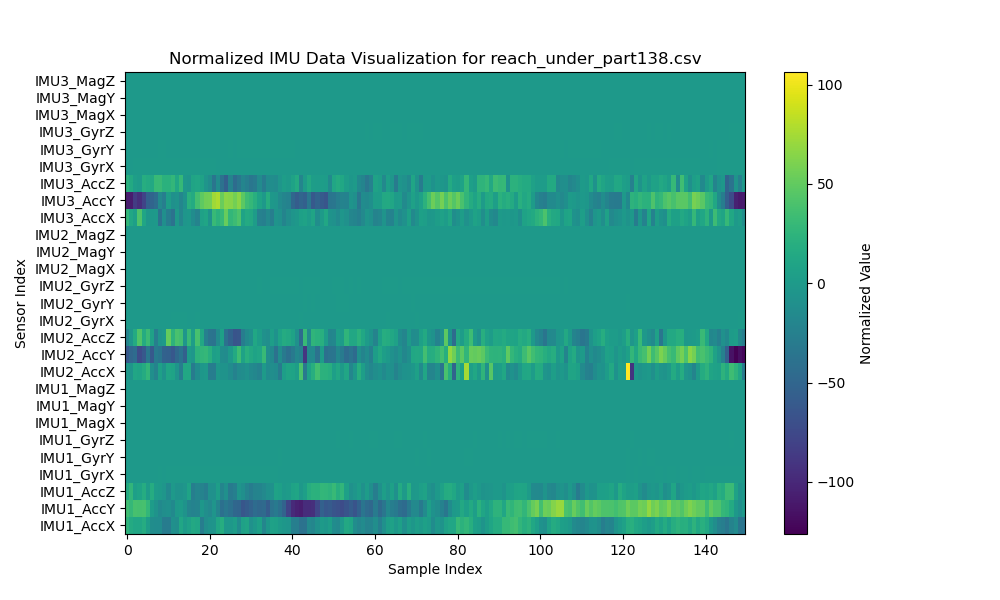 Normalized IMU Data Visualization for reach_under_part138.csv
IMU3_MagZ
IMU3_MagY
IMU3_MagX
IMU3_GyrZ
IMU3_GyrY
IMU3_GyrX
IMU3_AccZ
IMU3_AccY
IMU3_AccX
IMU2_MagZ
IMU2_MagY
IMU2_MagX
IMU2_GyrZ
IMU2_GyrY
IMU2_GyrX
IMU2_AccZ
IMU2_AccY
IMU2_AccX
IMU1_MagZ
IMU1_MagY
IMU1_MagX
IMU1_GyrZ
IMU1_GyrY
IMU1_GyrX
IMU1_AccZ
IMU1_AccY
IMU1_AccX
Sensor Index
0 20 40 60 80 100 120 140
Sample Index
100
50
0
−50
−100
Normalized Value